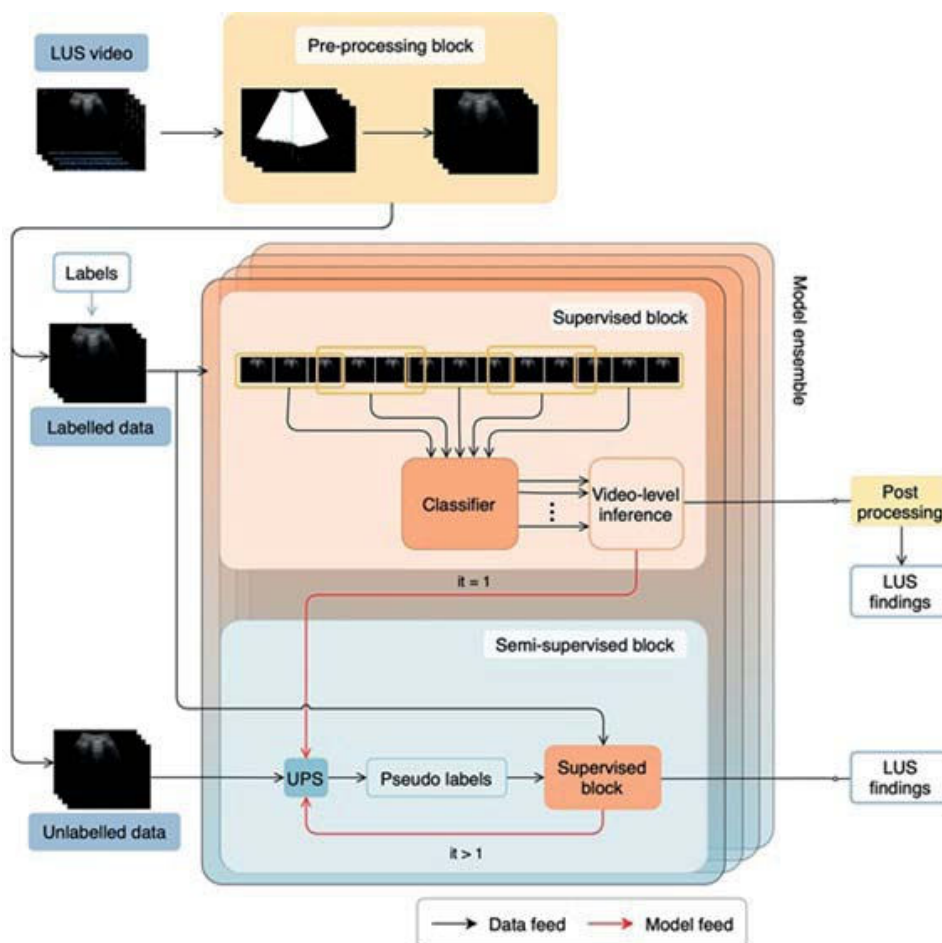 LUS video
Pre-processing block
Labels
Labelled data
Supervised block
Model ensemble
Classifier
Video-level
inference
Post
processing
LUS
findings
it = 1
Semi-supervised block
UPS
Pseudo labels
Supervised
block
LUS
findings
Unlabelled data
it > 1
Data feed
Model feed